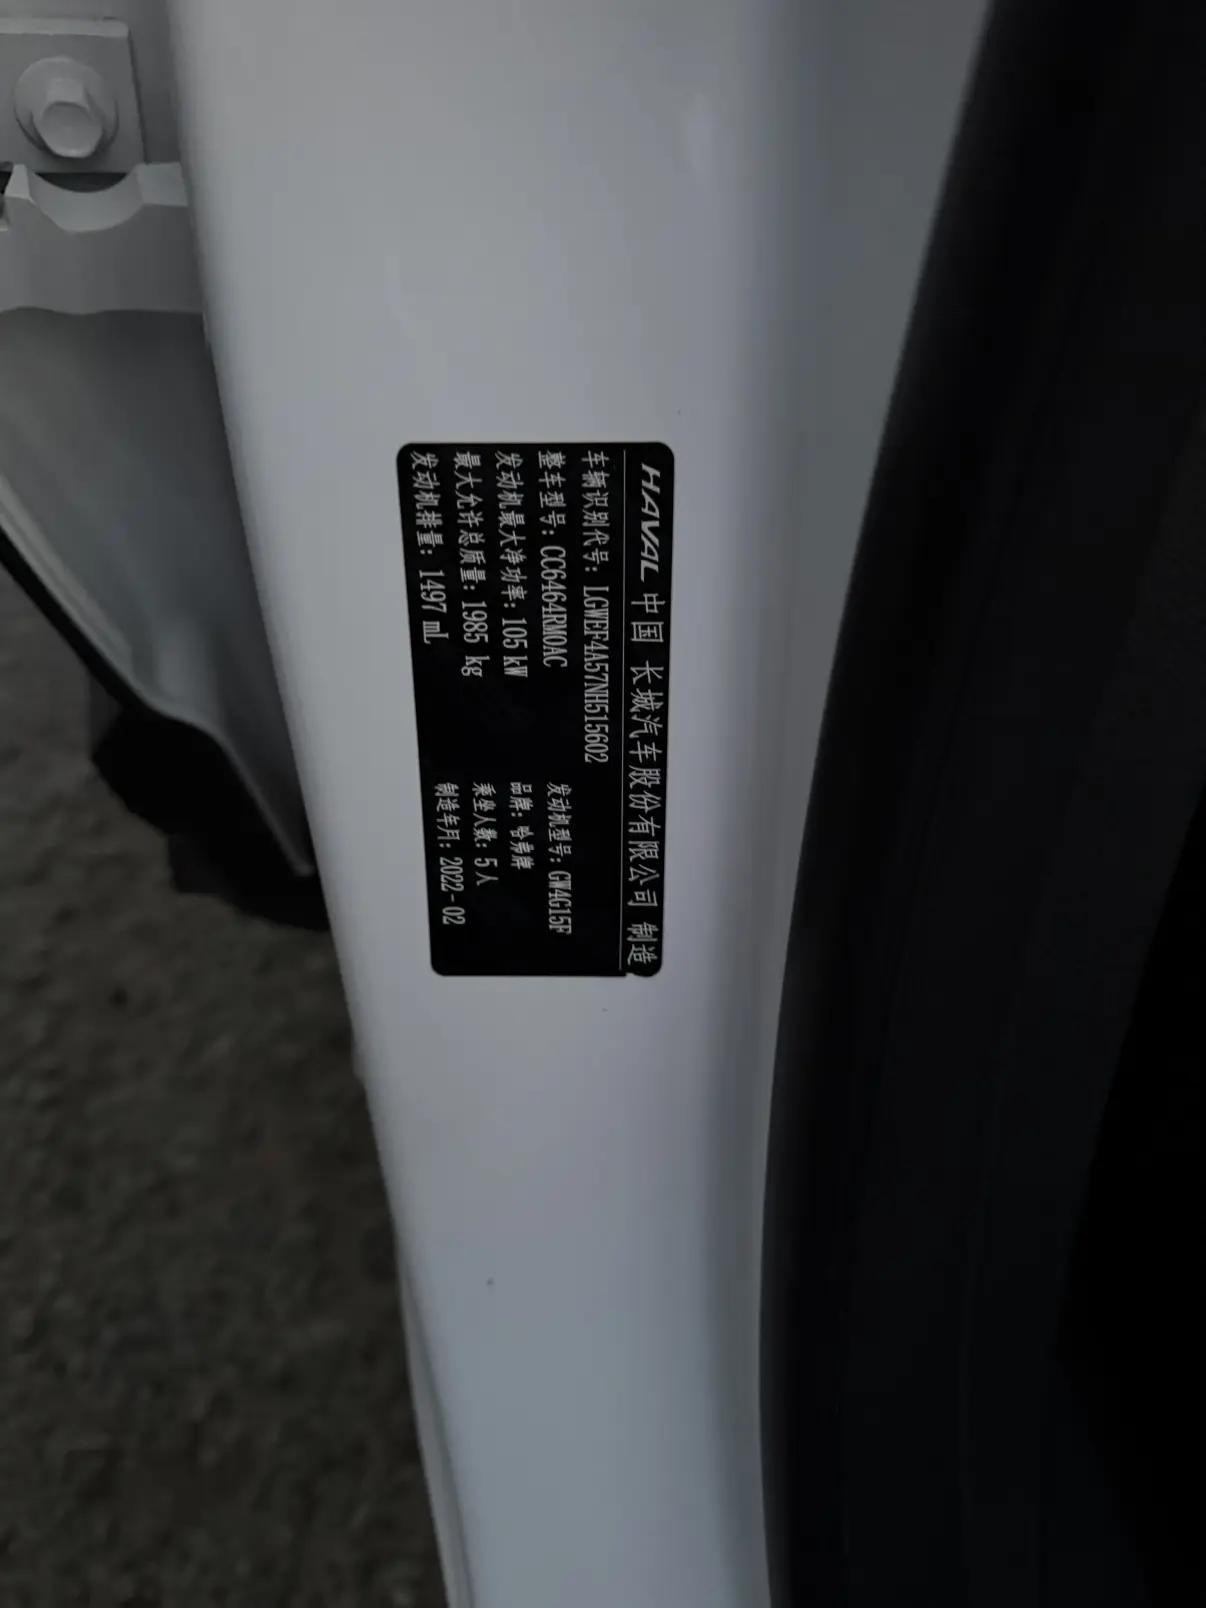 HAVAL 中国 长城汽车股份有限公司 制造
车辆识别代号: LGWEF4A57NH515602
整车型号: CC6464RM0AC 发动机型号: GW4G15F
发动机最大净功率: 105 kW 品牌: 哈弗牌
最大允许总质量: 1985 kg 乘坐人数: 5人
发动机排量: 1497 mL 制造年月: 2022-02